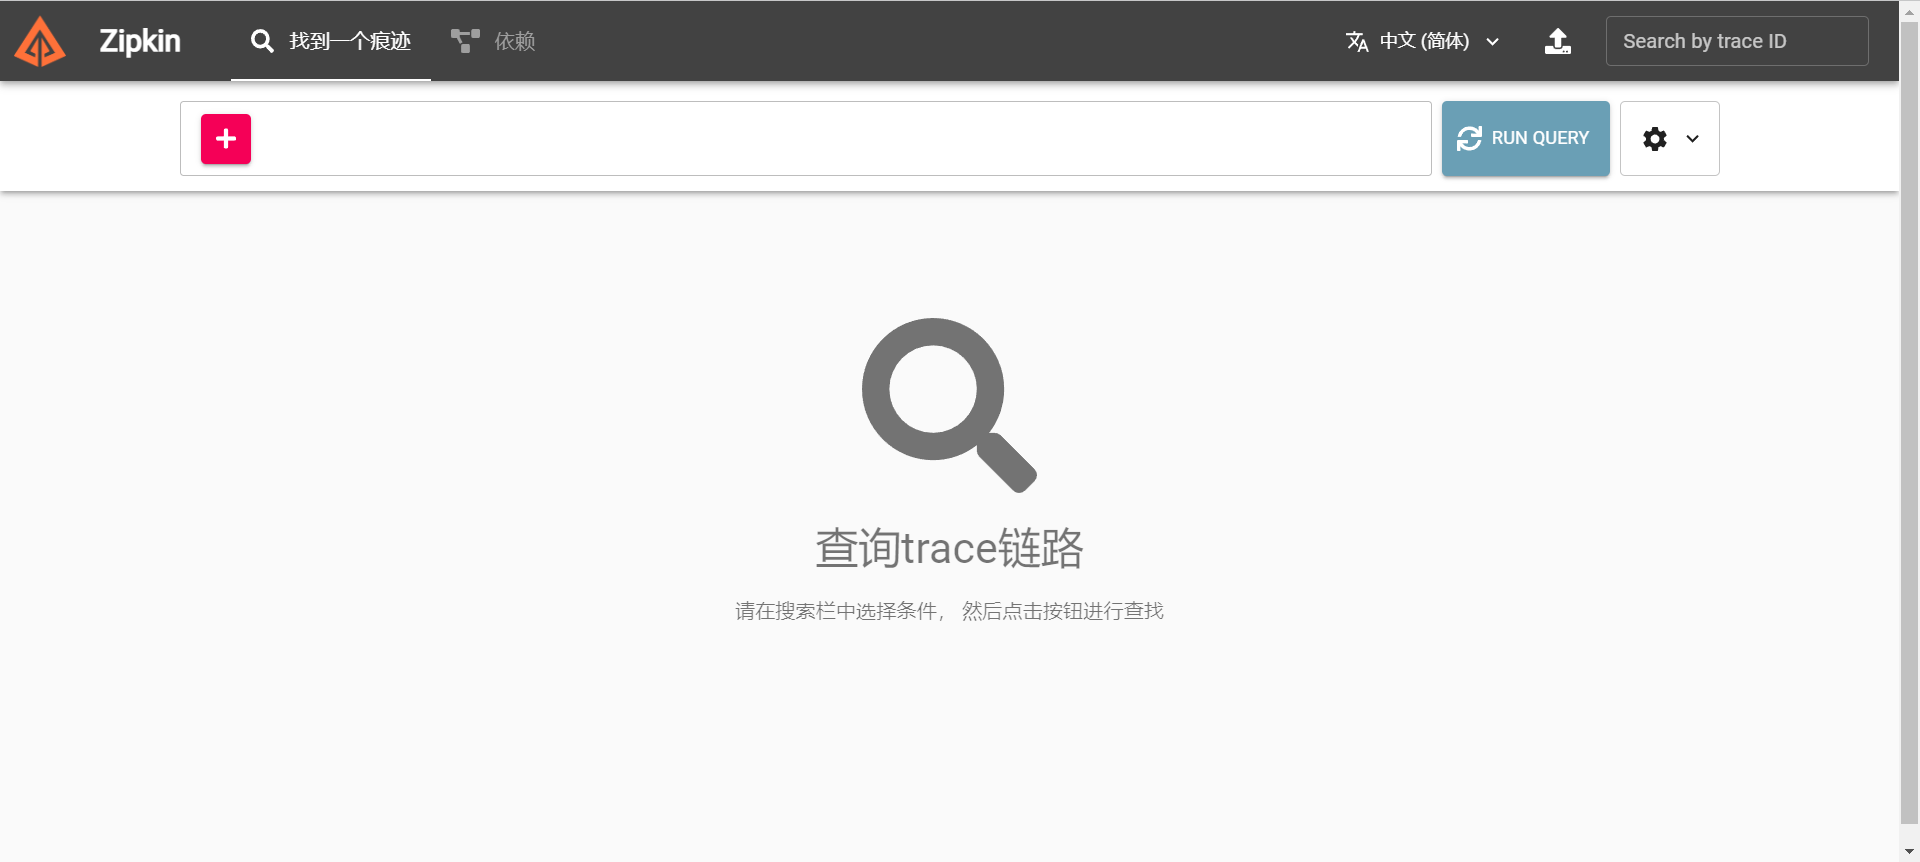 Zipkin
找到一个痕迹
依赖
中文 (简体)
Search by trace ID
RUN QUERY
查询trace链路
请在搜索栏中选择条件， 然后点击按钮进行查找